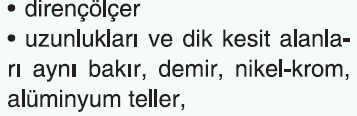 • dirençölçer
• uzunlukları ve dik kesit alanla-
rı aynı bakır, demir, nikel-krom,
alüminyum teller,